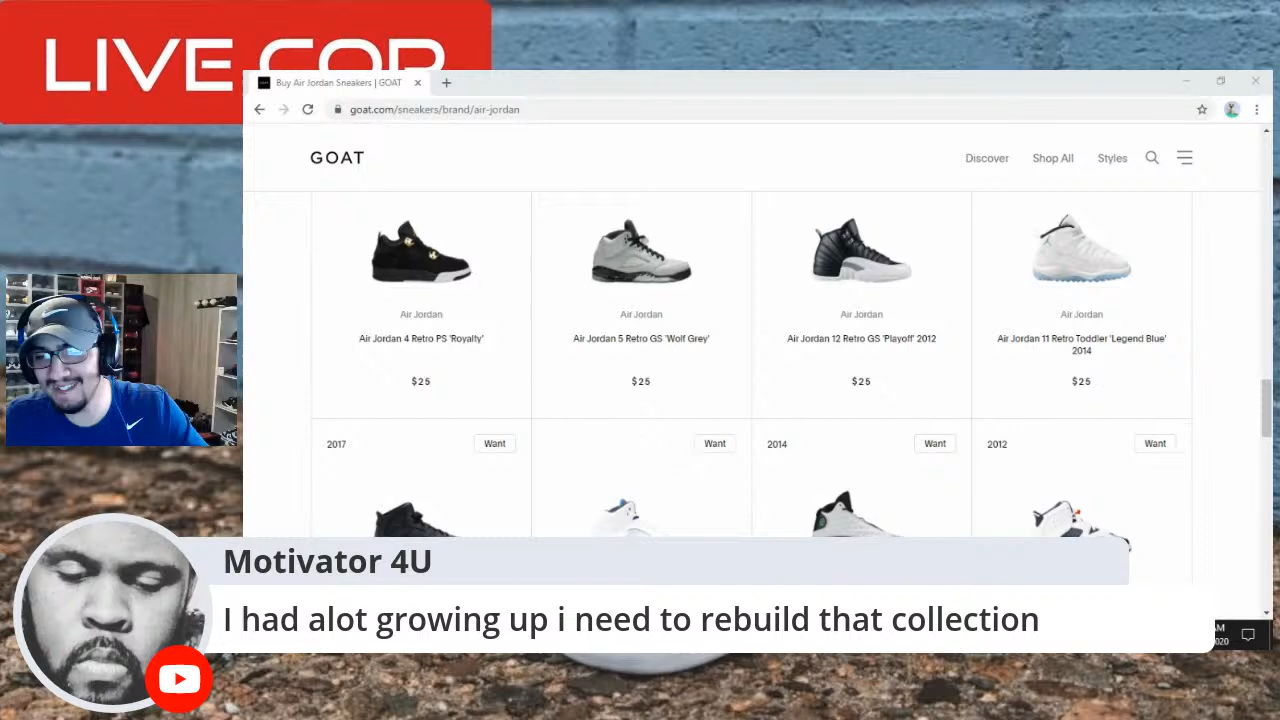 LIVE COP
Buy Air Jordan Sneakers | GOAT
goat.com/sneakers/brand/air-jordan
GOAT
Discover
Shop All
Styles
Air Jordan
Air Jordan 4 Retro PS 'Royalty'
$25
Air Jordan
Air Jordan 5 Retro GS 'Wolf Grey'
$25
Air Jordan
Air Jordan 12 Retro GS 'Playoff' 2012
$25
Air Jordan
Air Jordan 11 Retro Toddler 'Legend Blue'
2014
$25
2017
Want
Want
2014
Want
2012
Want
Motivator 4U
I had alot growing up i need to rebuild that collection